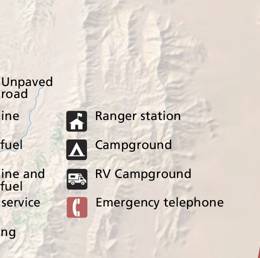 Unpaved
road
ine
Ranger station
fuel
Campground
ine and
fuel
RV Campground
service
Emergency telephone
ng